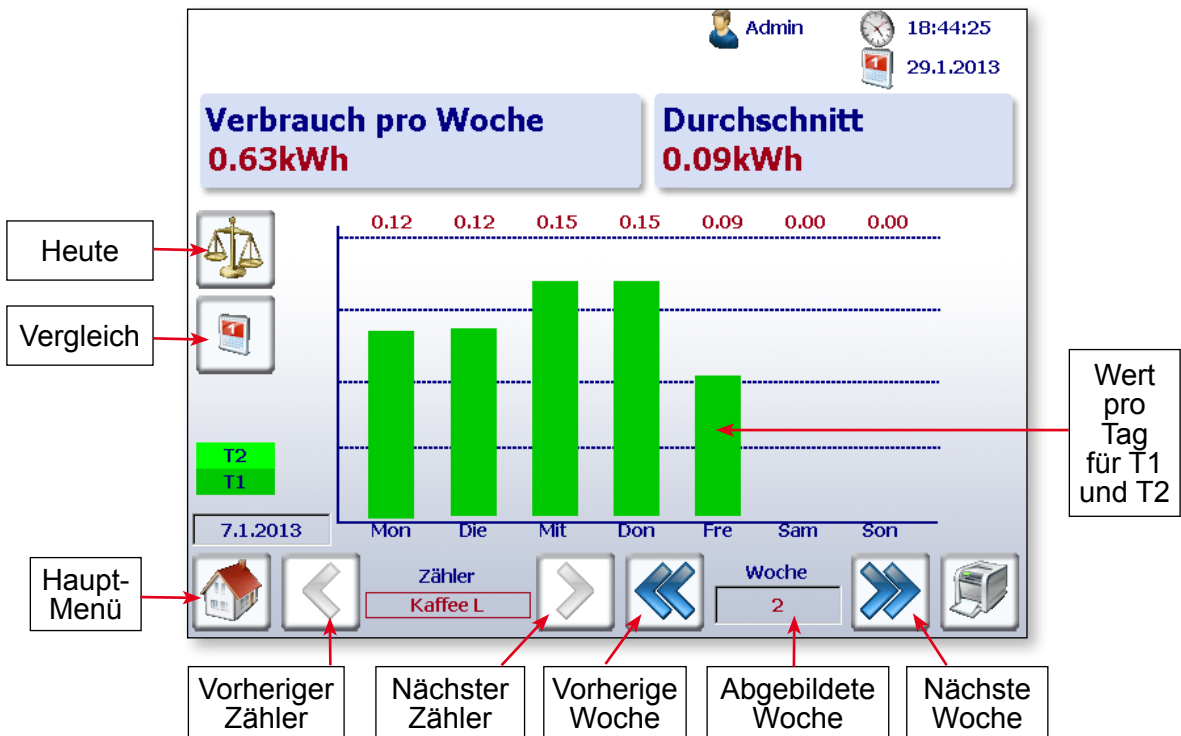 Admin
18:44:25
29.1.2013
Verbrauch pro Woche
0.63kWh
Durchschnitt
0.09kWh
Heute
Vergleich
0.12 0.12 0.15 0.15 0.09 0.00 0.00
Wert
pro
Tag
für T1
und T2
T2
T1
7.1.2013
Mon Die Mit Don Fre Sam Son
Haupt-
Menü
Zähler
Kaffee L
Woche
2
Vorheriger
Zähler
Nächster
Zähler
Vorherige
Woche
Abgebildete
Woche
Nächste
Woche